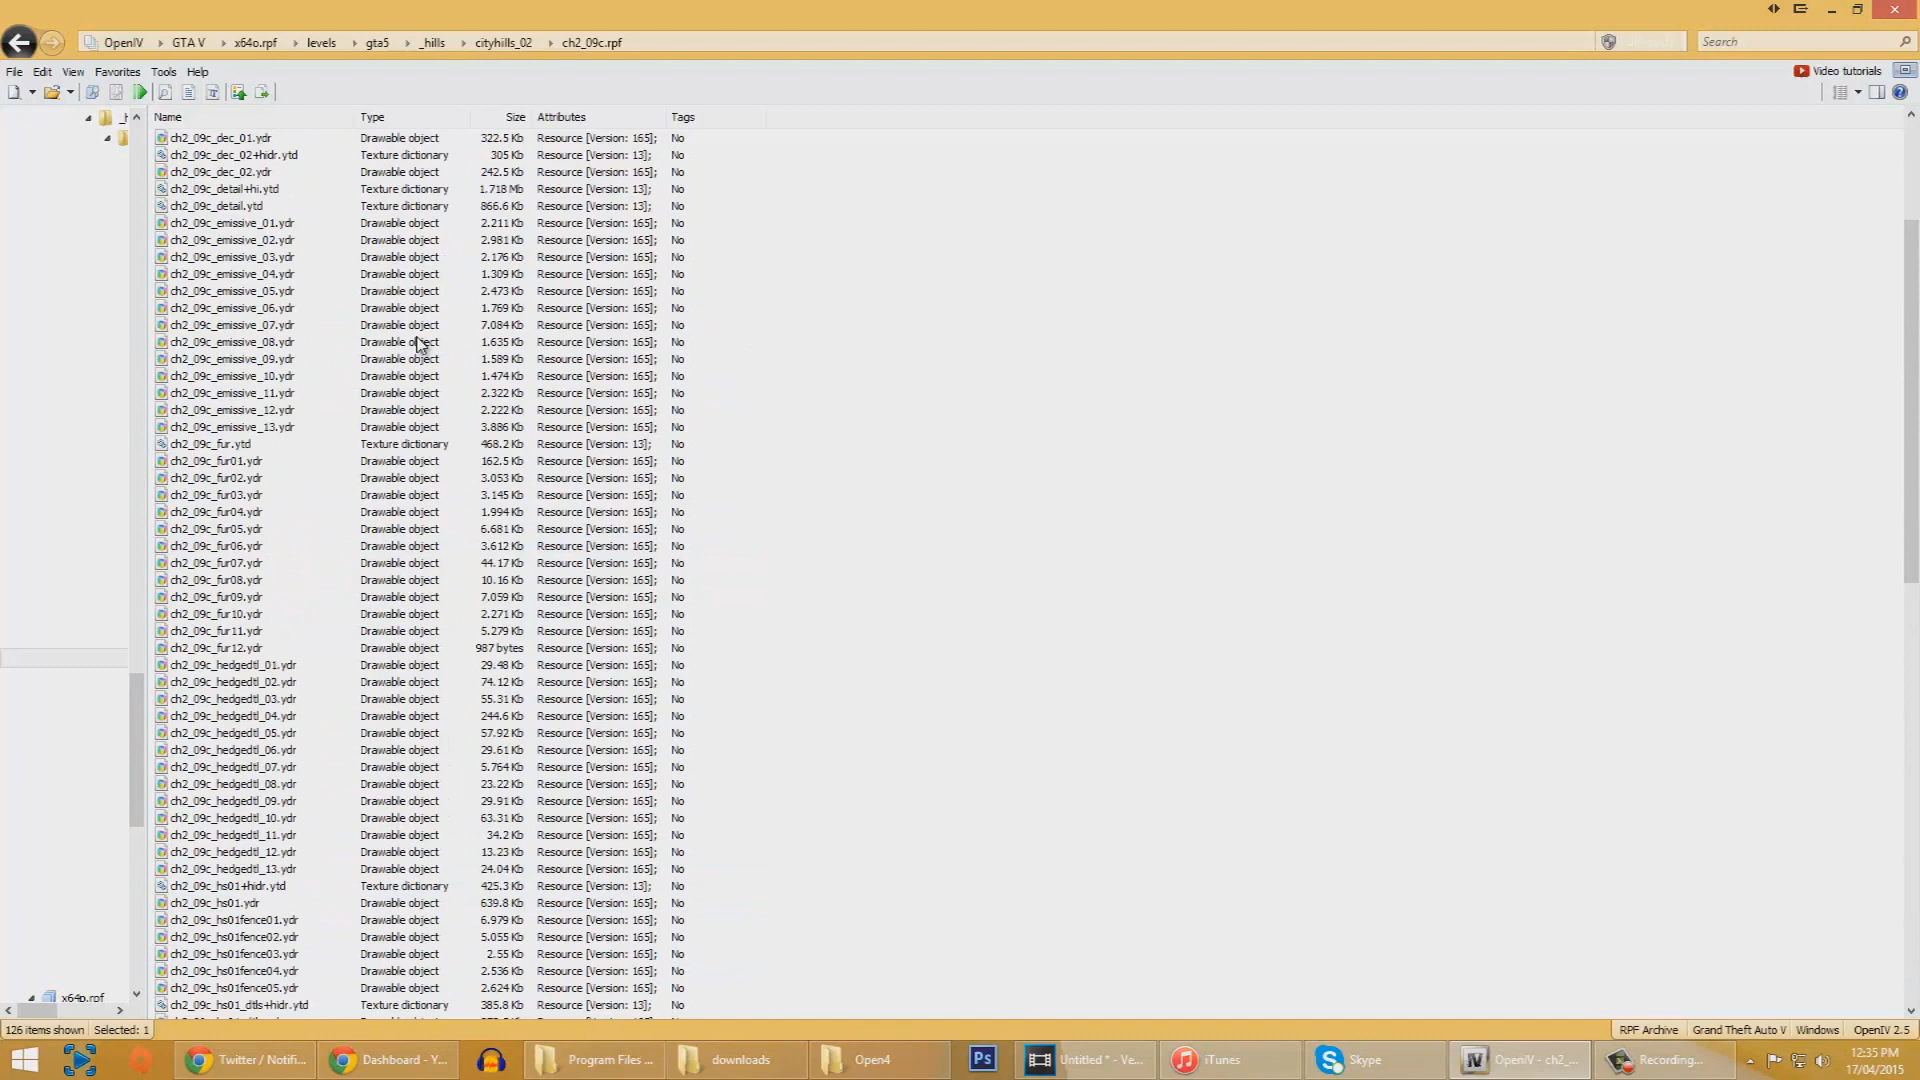 OpenIV GTA V x64o.rpf levels gta5 _hills cityhills_02 ch2_09c.rpf Search
File Edit View Favorites Tools Help Video tutorials
Name Type Size Attributes Tags
ch2_09c_dec_01.ydr Drawable object 322.5 Kb Resource [Version: 165]; No
ch2_09c_dec_02+hidr.ytd Texture dictionary 305 Kb Resource [Version: 13]; No
ch2_09c_dec_02.ydr Drawable object 242.5 Kb Resource [Version: 165]; No
ch2_09c_detail+hi.ytd Texture dictionary 1.718 Mb Resource [Version: 13]; No
ch2_09c_detail.ytd Texture dictionary 866.6 Kb Resource [Version: 13]; No
ch2_09c_emissive_01.ydr Drawable object 2.211 Kb Resource [Version: 165]; No
ch2_09c_emissive_02.ydr Drawable object 2.981 Kb Resource [Version: 165]; No
ch2_09c_emissive_03.ydr Drawable object 2.176 Kb Resource [Version: 165]; No
ch2_09c_emissive_04.ydr Drawable object 1.309 Kb Resource [Version: 165]; No
ch2_09c_emissive_05.ydr Drawable object 2.473 Kb Resource [Version: 165]; No
ch2_09c_emissive_06.ydr Drawable object 1.769 Kb Resource [Version: 165]; No
ch2_09c_emissive_07.ydr Drawable object 7.084 Kb Resource [Version: 165]; No
ch2_09c_emissive_08.ydr Drawable object 1.635 Kb Resource [Version: 165]; No
ch2_09c_emissive_09.ydr Drawable object 1.589 Kb Resource [Version: 165]; No
ch2_09c_emissive_10.ydr Drawable object 1.474 Kb Resource [Version: 165]; No
ch2_09c_emissive_11.ydr Drawable object 2.322 Kb Resource [Version: 165]; No
ch2_09c_emissive_12.ydr Drawable object 2.222 Kb Resource [Version: 165]; No
ch2_09c_emissive_13.ydr Drawable object 3.886 Kb Resource [Version: 165]; No
ch2_09c_fur.ytd Texture dictionary 468.2 Kb Resource [Version: 13]; No
ch2_09c_fur01.ydr Drawable object 162.5 Kb Resource [Version: 165]; No
ch2_09c_fur02.ydr Drawable object 3.053 Kb Resource [Version: 165]; No
ch2_09c_fur03.ydr Drawable object 3.145 Kb Resource [Version: 165]; No
ch2_09c_fur04.ydr Drawable object 1.994 Kb Resource [Version: 165]; No
ch2_09c_fur05.ydr Drawable object 6.681 Kb Resource [Version: 165]; No
ch2_09c_fur06.ydr Drawable object 3.612 Kb Resource [Version: 165]; No
ch2_09c_fur07.ydr Drawable object 44.17 Kb Resource [Version: 165]; No
ch2_09c_fur08.ydr Drawable object 10.16 Kb Resource [Version: 165]; No
ch2_09c_fur09.ydr Drawable object 7.059 Kb Resource [Version: 165]; No
ch2_09c_fur10.ydr Drawable object 2.271 Kb Resource [Version: 165]; No
ch2_09c_fur11.ydr Drawable object 5.279 Kb Resource [Version: 165]; No
ch2_09c_fur12.ydr Drawable object 987 bytes Resource [Version: 165]; No
ch2_09c_hedgedtl_01.ydr Drawable object 29.48 Kb Resource [Version: 165]; No
ch2_09c_hedgedtl_02.ydr Drawable object 74.12 Kb Resource [Version: 165]; No
ch2_09c_hedgedtl_03.ydr Drawable object 55.31 Kb Resource [Version: 165]; No
ch2_09c_hedgedtl_04.ydr Drawable object 244.6 Kb Resource [Version: 165]; No
ch2_09c_hedgedtl_05.ydr Drawable object 57.92 Kb Resource [Version: 165]; No
ch2_09c_hedgedtl_06.ydr Drawable object 29.61 Kb Resource [Version: 165]; No
ch2_09c_hedgedtl_07.ydr Drawable object 5.764 Kb Resource [Version: 165]; No
ch2_09c_hedgedtl_08.ydr Drawable object 23.22 Kb Resource [Version: 165]; No
ch2_09c_hedgedtl_09.ydr Drawable object 29.91 Kb Resource [Version: 165]; No
ch2_09c_hedgedtl_10.ydr Drawable object 63.31 Kb Resource [Version: 165]; No
ch2_09c_hedgedtl_11.ydr Drawable object 34.2 Kb Resource [Version: 165]; No
ch2_09c_hedgedtl_12.ydr Drawable object 13.23 Kb Resource [Version: 165]; No
ch2_09c_hedgedtl_13.ydr Drawable object 24.04 Kb Resource [Version: 165]; No
ch2_09c_hs01+hidr.ytd Texture dictionary 425.3 Kb Resource [Version: 13]; No
ch2_09c_hs01.ydr Drawable object 639.8 Kb Resource [Version: 165]; No
ch2_09c_hs01fence01.ydr Drawable object 6.979 Kb Resource [Version: 165]; No
ch2_09c_hs01fence02.ydr Drawable object 5.055 Kb Resource [Version: 165]; No
ch2_09c_hs01fence03.ydr Drawable object 2.55 Kb Resource [Version: 165]; No
ch2_09c_hs01fence04.ydr Drawable object 2.536 Kb Resource [Version: 165]; No
ch2_09c_hs01fence05.ydr Drawable object 2.624 Kb Resource [Version: 165]; No
x64p.rpf
ch2_09c_hs01_dtls+hidr.ytd Texture dictionary 385.8 Kb Resource [Version: 13]; No
126 items shown Selected: 1 RPF Archive Grand Theft Auto V Windows OpenIV 2.5
Twitter / Notifi... Dashboard - Y... Program Files ... downloads Open4 Ps Untitled * - Ve... iTunes Skype OpenIV - ch2_... Recording... 12:35 PM
17/04/2015